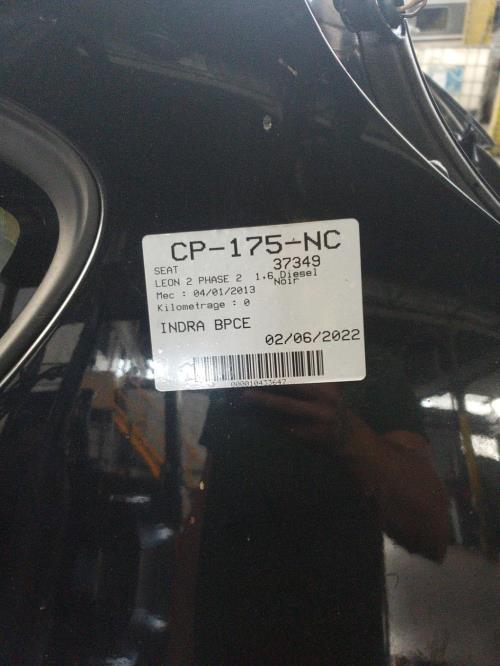 CP-175-NC
SEAT 37349
LEON 2 PHASE 2 1,6 Diesel
Noir
Mec : 04/01/2013
Kilometrage : 0
INDRA BPCE
02/06/2022
000010433647